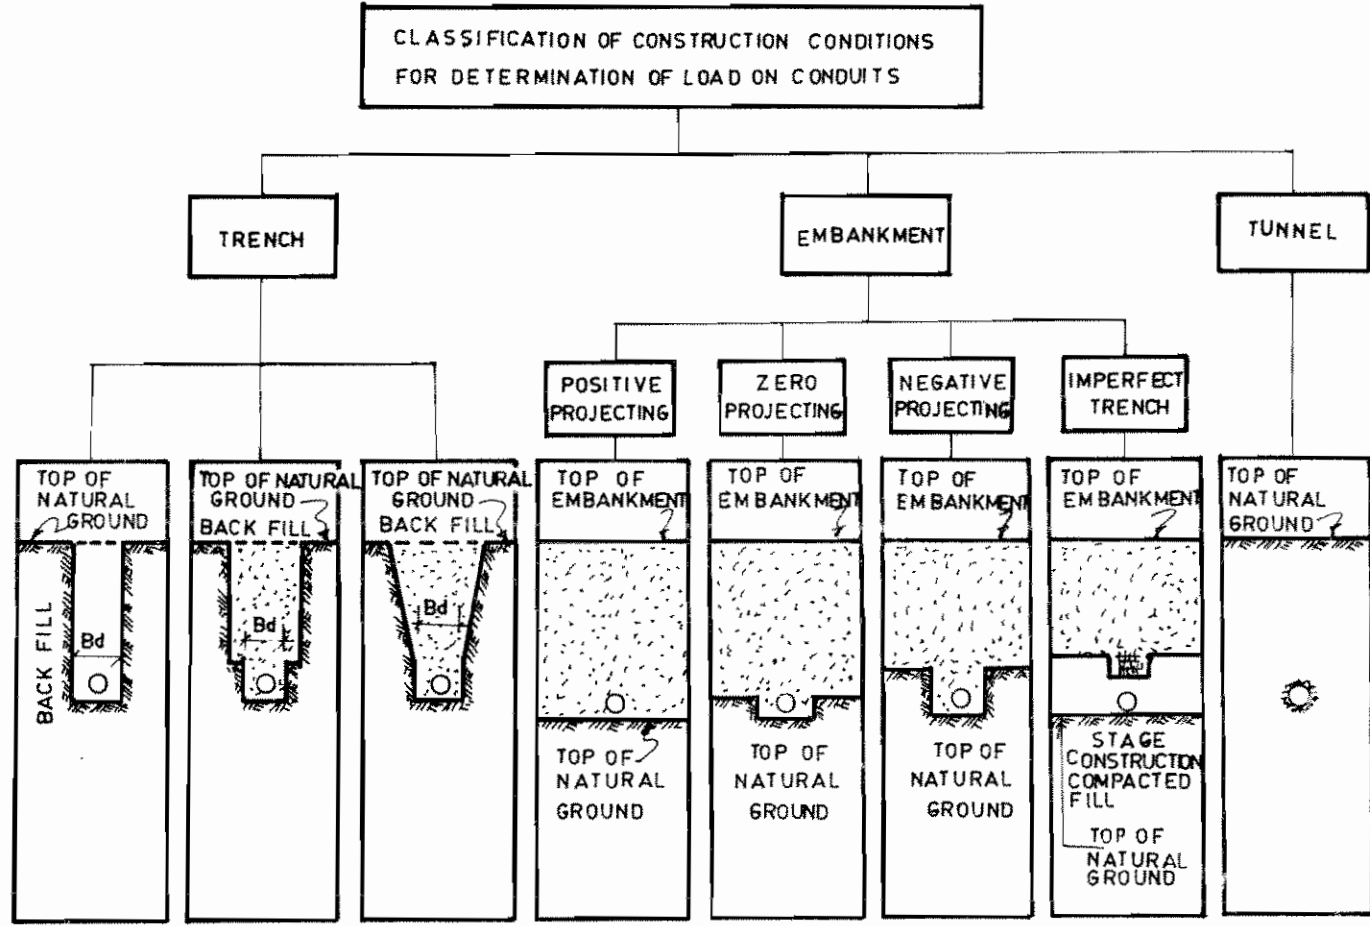 CLASSIFICATION OF CONSTRUCTION CONDITIONS
FOR DETERMINATION OF LOAD ON CONDUITS
TRENCH
EMBANKMENT
TUNNEL
POSITIVE
PROJECTING
ZERO
PROJECTING
NEGATIVE
PROJECTING
IMPERFECT
TRENCH
TOP OF
NATURAL
GROUND
Bd
BACK FILL
TOP OF NATURAL
GROUND
BACK FILL
Bd
TOP OF NATURAL
GROUND
BACK FILL
Bd
TOP OF
EMBANKMENT
TOP OF
NATURAL
GROUND
TOP OF
EMBANKMENT
TOP OF
NATURAL
GROUND
TOP OF
EMBANKMENT
TOP OF
NATURAL
GROUND
TOP OF
EMBANKMENT
STAGE
CONSTRUCTION
COMPACTED
FILL
TOP OF
NATURAL
GROUND
TOP OF
NATURAL
GROUND